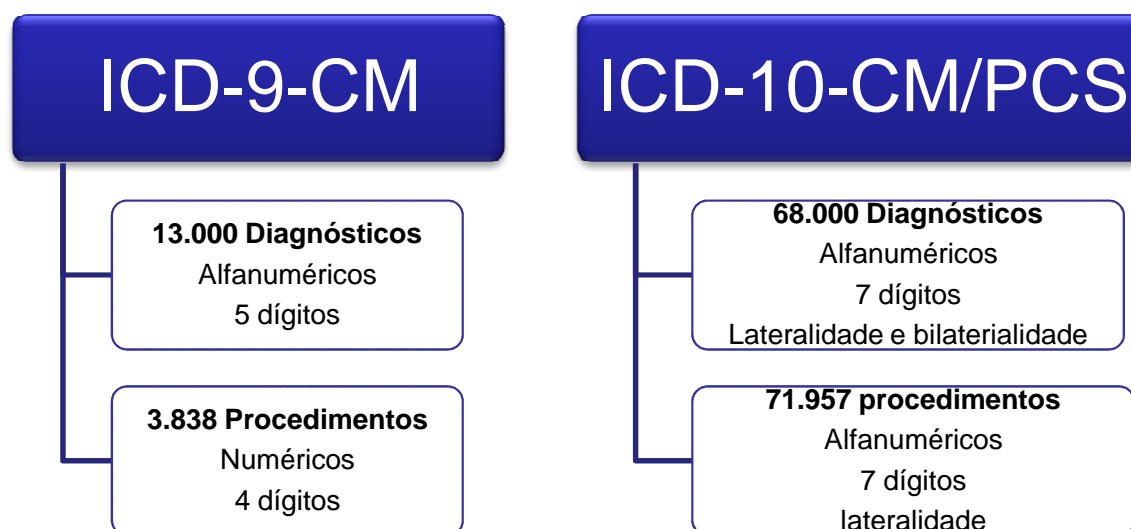 ICD-9-CM
13.000 Diagnósticos
Alfanuméricos
5 dígitos
3.838 Procedimentos
Numéricos
4 dígitos
ICD-10-CM/PCS
68.000 Diagnósticos
Alfanuméricos
7 dígitos
Lateralidade e bilaterialidade
71.957 procedimentos
Alfanuméricos
7 dígitos
lateralidade